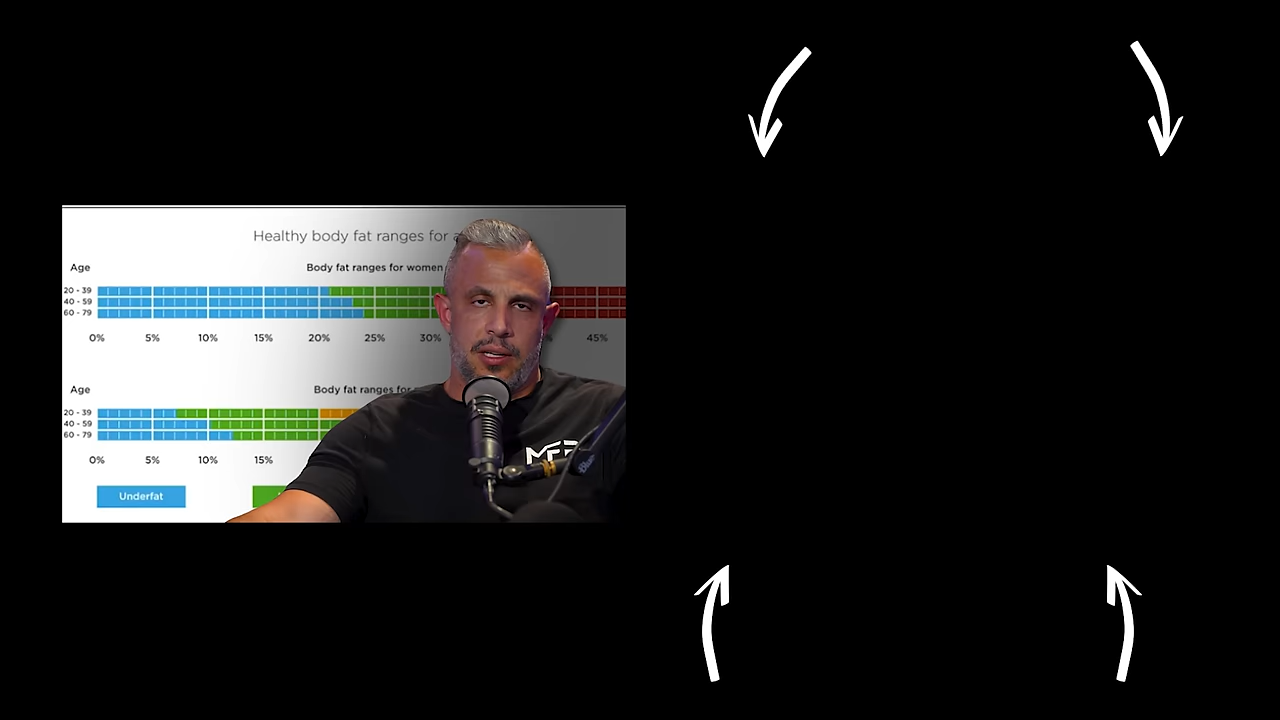 Healthy body fat ranges for
Age
Body fat ranges for women
20 - 39
40 - 59
60 - 79
0% 5% 10% 15% 20% 25% 30% 45%
Age
Body fat ranges for
20 - 39
40 - 59
60 - 79
0% 5% 10% 15%
Underfat